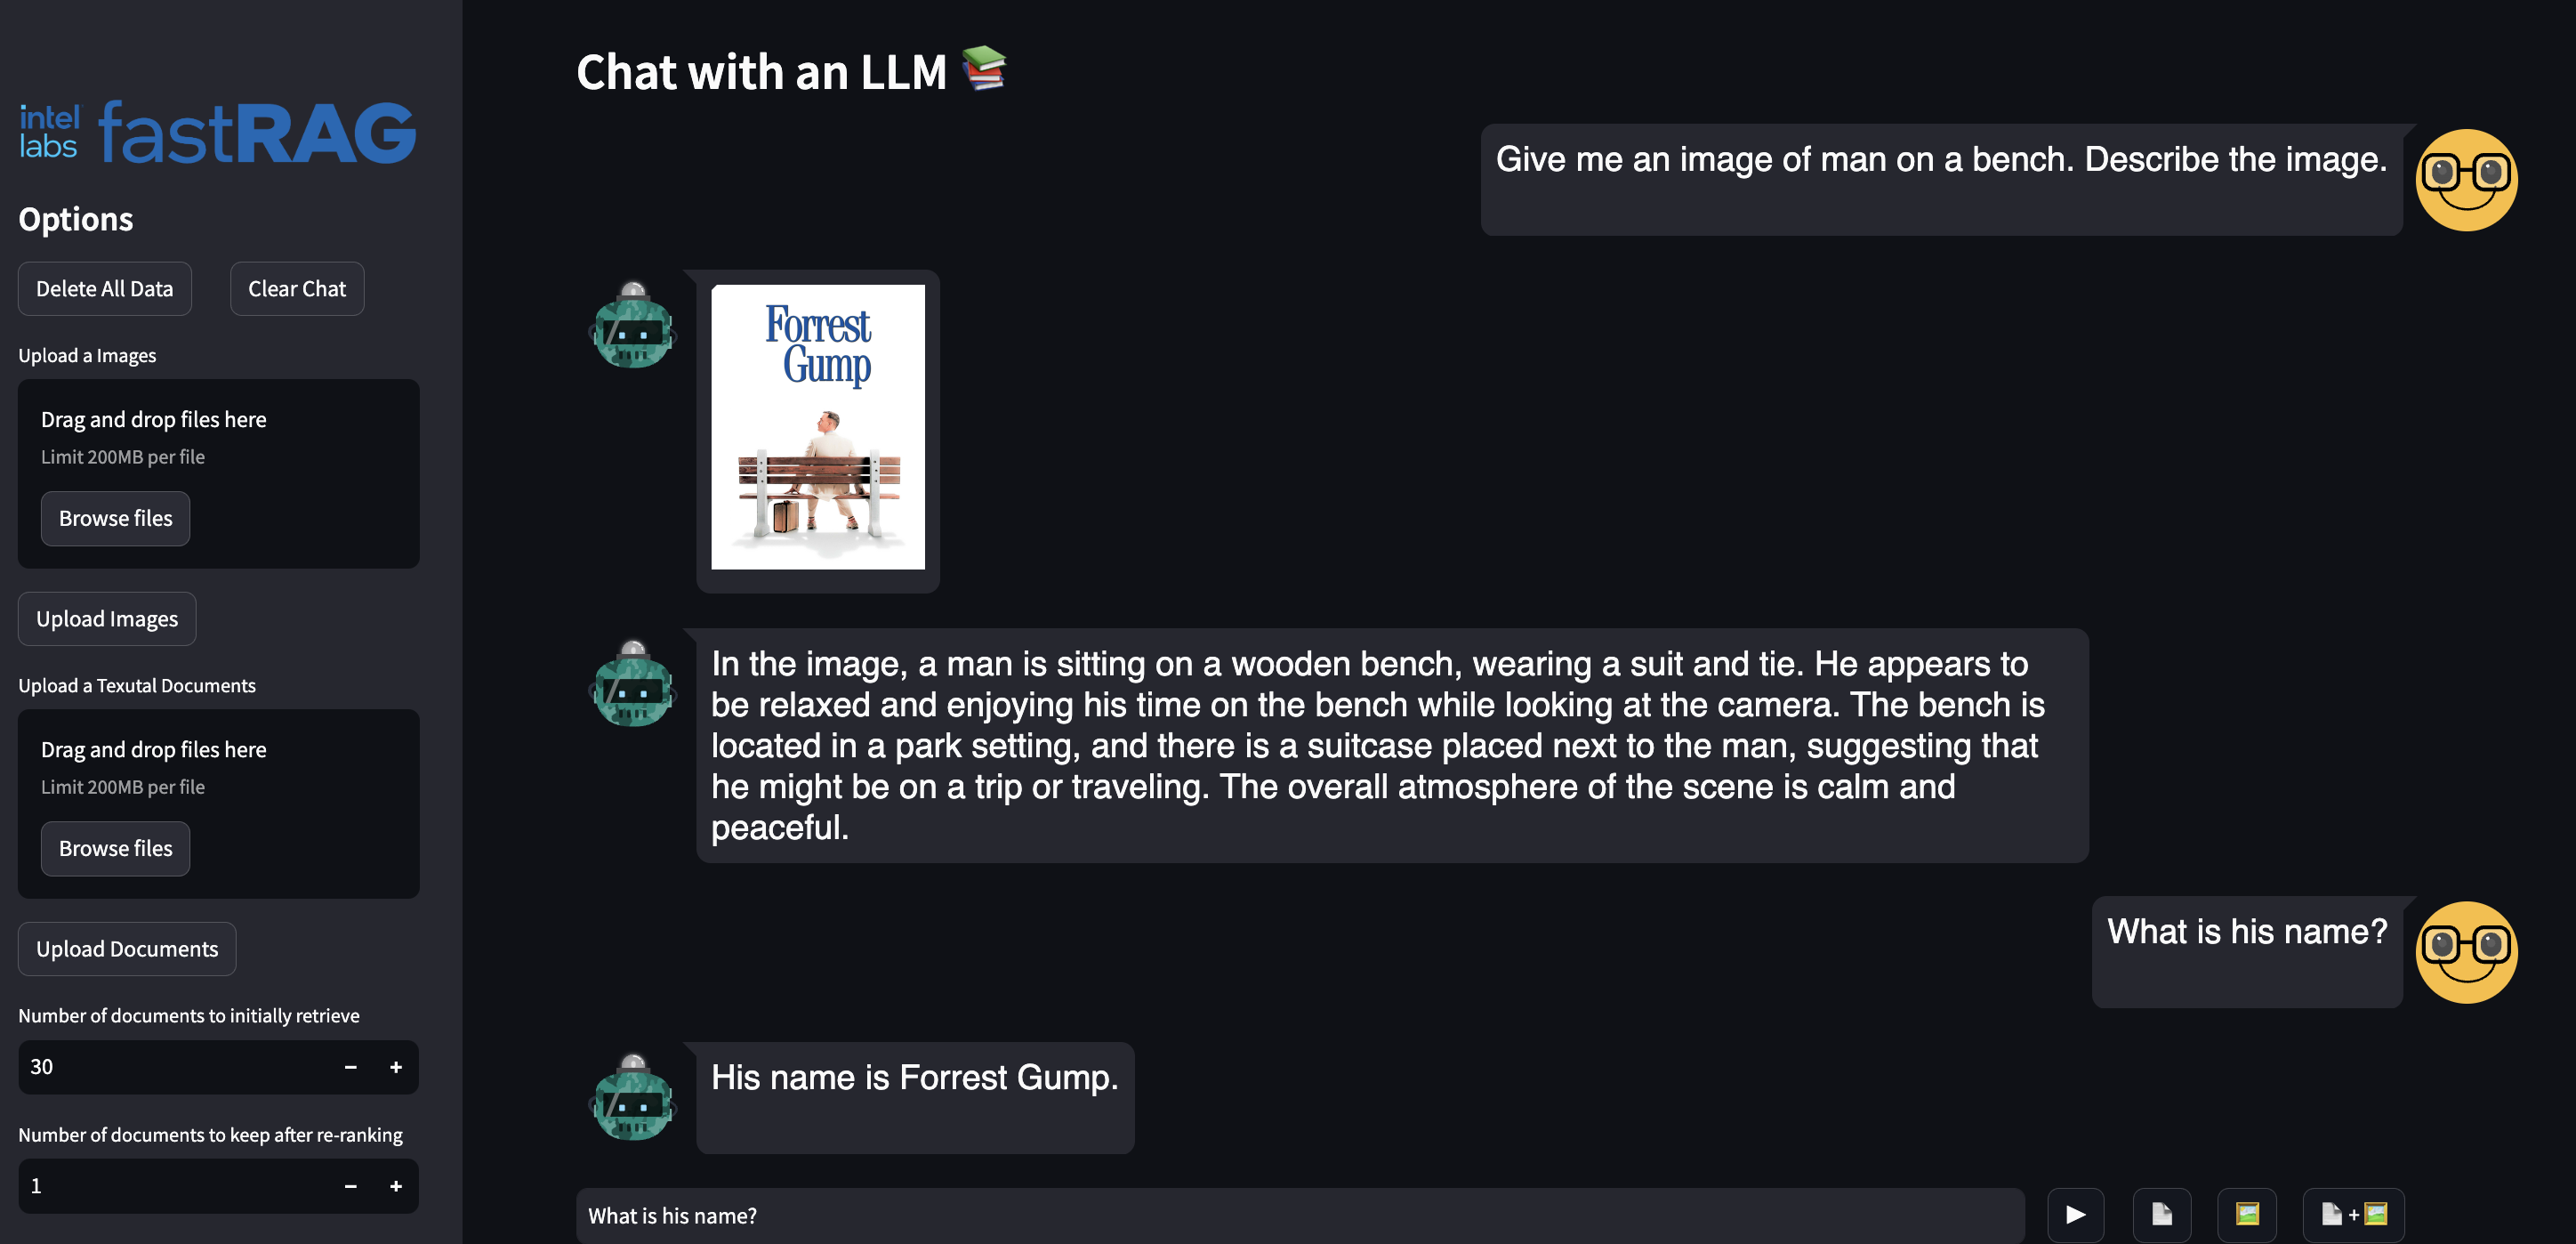 intel
labs
fastRAG
Options
Delete All Data
Clear Chat
Upload a Images
Drag and drop files here
Limit 200MB per file
Browse files
Upload Images
Upload a Texutal Documents
Drag and drop files here
Limit 200MB per file
Browse files
Upload Documents
Number of documents to initially retrieve
30
Number of documents to keep after re-ranking
1
Chat with an LLM
Give me an image of man on a bench. Describe the image.
Forrest
Gump
In the image, a man is sitting on a wooden bench, wearing a suit and tie. He appears to
be relaxed and enjoying his time on the bench while looking at the camera. The bench is
located in a park setting, and there is a suitcase placed next to the man, suggesting that
he might be on a trip or traveling. The overall atmosphere of the scene is calm and
peaceful.
What is his name?
His name is Forrest Gump.
What is his name?